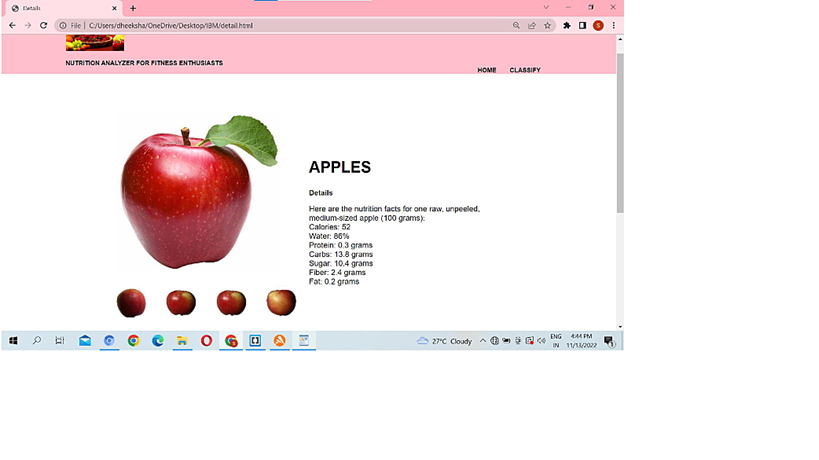 Details
File | C:/Users/dheeksha/OneDrive/Desktop/IBM/detail.html
S
NUTRITION ANALYZER FOR FITNESS ENTHUSIASTS
HOME CLASSIFY
APPLES
Details
Here are the nutrition facts for one raw, unpeeled,
medium-sized apple (100 grams):
Calories: 52
Water: 86%
Protein: 0.3 grams
Carbs: 13.8 grams
Sugar: 10.4 grams
Fiber: 2.4 grams
Fat: 0.2 grams
27°C Cloudy
ENG
IN
4:44 PM
11/13/2022